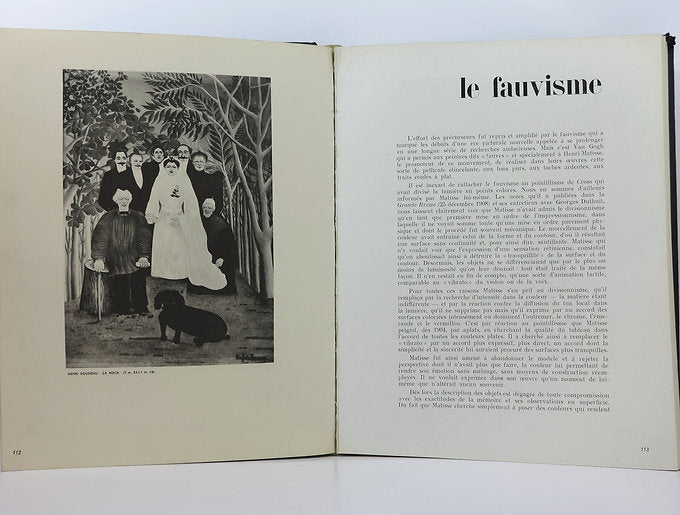 HENRI ROUSSEAU. LA NOCE. (1 m. 63×1 m. 14).
112
le fauvisme
L'effort des précurseurs fut repris et amplifié par le fauvisme qui a
marqué les débuts d'une ère picturale nouvelle appelée à se prolonger
en une longue série de recherches audacieuses. Mais c'est Van Gogh
qui a permis aux peintres dits « fauves » et spécialement à Henri Matisse,
le promoteur de ce mouvement, de réaliser dans leurs œuvres cette
sorte de pellicule étincelante, aux tons purs, aux taches ardentes, aux
traits coulés à plat.
Il est inexact de rattacher le fauvisme au pointillisme de Cross qui
avait divisé la lumière en points colorés. Nous en sommes d'ailleurs
informés par Matisse lui-même. Les notes qu'il a publiées dans la
Grande Revue (25 décembre 1908) et ses entretiens avec Georges Duthuit,
nous laissent clairement voir que Matisse n'avait admis le divisionnisme
qu'en tant que première mise en ordre de l'impressionnisme, dans
laquelle il ne voyait somme toute qu'une mise en ordre purement phy-
sique et dont le procédé fut souvent mécanique. Le morcellement de la
couleur avait entraîné celui de la forme et du contour, d'où il résultait
une surface sans continuité et, pour ainsi dire, sautillante. Matisse qui
n'y voulait voir que l'expression d'une sensation rétinienne, constatait
qu'on aboutissait ainsi à détruire la « tranquillité » de la surface et du
contour. Désormais, les objets ne se différenciaient que par le plus ou
moins de luminosité qu'on leur donnait : tout était traité de la même
façon. Il n'en restait en fin de compte, qu'une sorte d'animation tactile,
comparable au « vibrato » du violon ou de la voix.
Pour toutes ces raisons Matisse s'en prit au divisionnisme, qu'il
remplaça par la recherche d'intensité dans la couleur — la matière étant
indifférente — et par la réaction contre la diffusion du ton local dans
la lumière, qu'il ne supprime pas mais qu'il exprime par un accord des
surfaces coloriées intensément où dominent l'outremer, le chrome, l'éme-
raude et le vermillon. C'est par réaction au pointillisme que Matisse
peignit, dès 1904, par aplats, en cherchant la qualité du tableau dans
l'accord de toutes les couleurs plates. Il a cherché ainsi à remplacer le
« vibrato » par un accord plus expressif, plus direct, un accord dont la
simplicité et la sincérité lui auraient procuré des surfaces plus tranquilles.
Matisse fut ainsi amené à abandonner le modelé et à rejeter la
perspective dont il n'avait plus que faire, la couleur lui permettant de
rendre son émotion sans mélange, sans moyens de construction réem-
ployés. Il ne voulait exprimer dans son œuvre qu'un moment de lui-
même que n'altérait aucun souvenir.
Dès lors la description des objets est dégagée de toute compromission
avec les exactitudes de la mémoire et ses observations en superficie.
Du fait que Matisse cherche simplement à poser des couleurs qui rendent
113